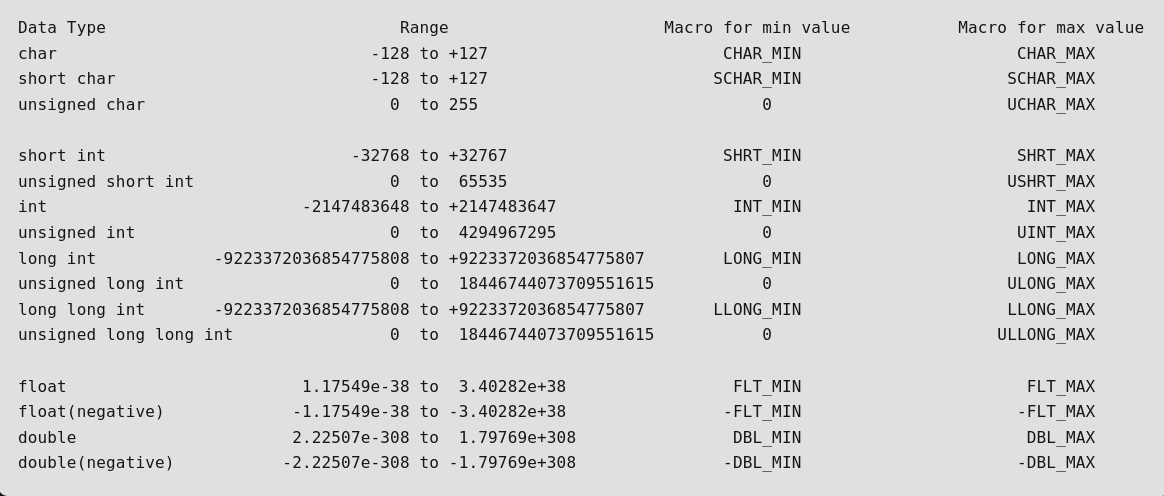 Data Type Range Macro for min value Macro for max value
char -128 to +127 CHAR_MIN CHAR_MAX
short char -128 to +127 SCHAR_MIN SCHAR_MAX
unsigned char 0 to 255 0 UCHAR_MAX
short int -32768 to +32767 SHRT_MIN SHRT_MAX
unsigned short int 0 to 65535 0 USHRT_MAX
int -2147483648 to +2147483647 INT_MIN INT_MAX
unsigned int 0 to 4294967295 0 UINT_MAX
long int -9223372036854775808 to +9223372036854775807 LONG_MIN LONG_MAX
unsigned long int 0 to 18446744073709551615 0 ULONG_MAX
long long int -9223372036854775808 to +9223372036854775807 LLONG_MIN LLONG_MAX
unsigned long long int 0 to 18446744073709551615 0 ULLONG_MAX
float 1.17549e-38 to 3.40282e+38 FLT_MIN FLT_MAX
float(negative) -1.17549e-38 to -3.40282e+38 -FLT_MIN -FLT_MAX
double 2.22507e-308 to 1.79769e+308 DBL_MIN DBL_MAX
double(negative) -2.22507e-308 to -1.79769e+308 -DBL_MIN -DBL_MAX